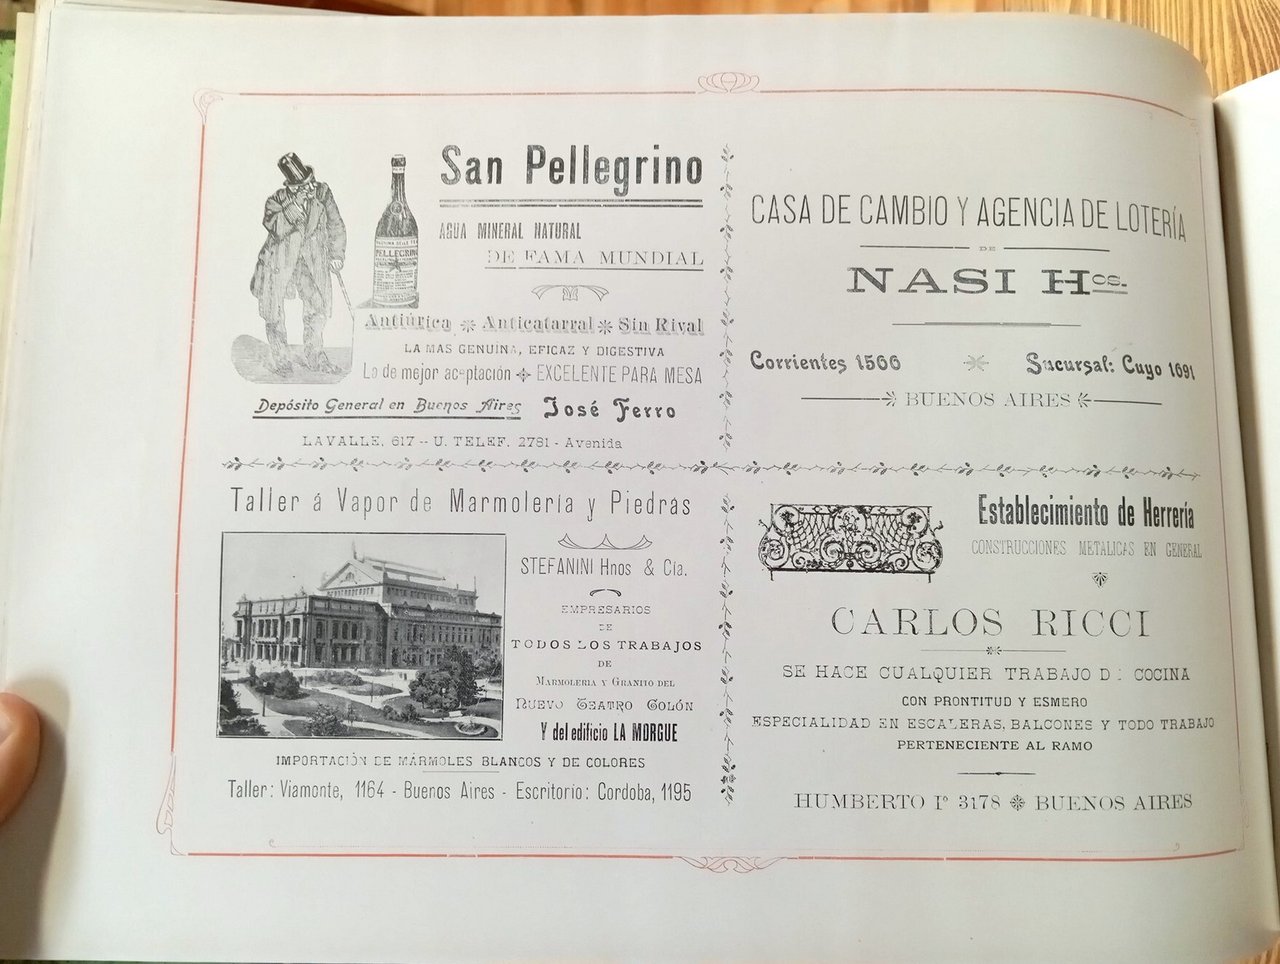 San Pellegrino
AGUA MINERAL NATURAL
DE FAMA MUNDIAL
PELLEGRINO
Antiúrica Anticatarral Sin Rival
LA MAS GENUINA, EFICAZ Y DIGESTIVA
La de mejor aceptación EXCELENTE PARA MESA
Depósito General en Buenos Aires José Ferro
LAVALLE, 617 -- U. TELEF. 2781 - Avenida
CASA DE CAMBIO Y AGENCIA DE LOTERÍA
DE
NASI Hos.
Corrientes 1566 Sucursal: Cuyo 1691
BUENOS AIRES
Taller á Vapor de Marmolería y Piedras
STEFANINI Hnos & Cía.
EMPRESARIOS
DE
TODOS LOS TRABAJOS
DE
MARMOLERIA Y GRANITO DEL
NUEVO TEATRO COLÓN
Y del edificio LA MORGUE
IMPORTACIÓN DE MÁRMOLES BLANCOS Y DE COLORES
Taller: Viamonte, 1164 - Buenos Aires - Escritorio: Cordoba, 1195
Establecimiento de Herrería
CONSTRUCCIONES METALICAS EN GENERAL
CARLOS RICCI
SE HACE CUALQUIER TRABAJO DE COCINA
CON PRONTITUD Y ESMERO
ESPECIALIDAD EN ESCALERAS, BALCONES Y TODO TRABAJO
PERTENECIENTE AL RAMO
HUMBERTO Iº 3178 BUENOS AIRES